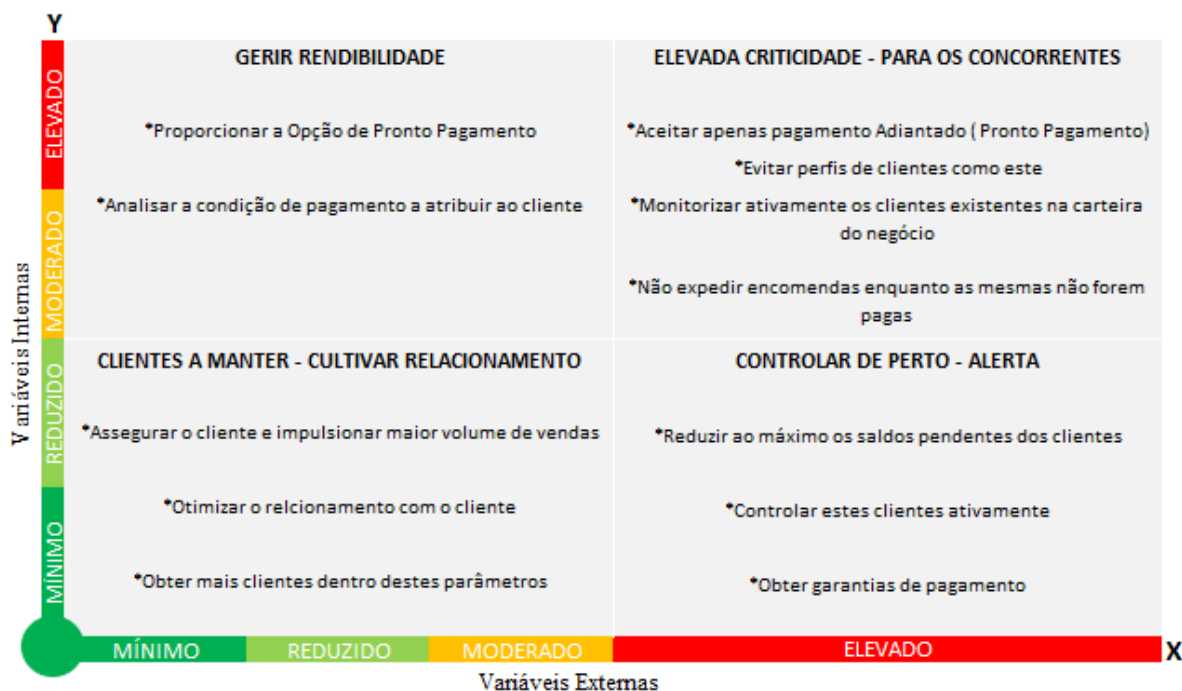 Y
GERIR RENDIBILIDADE
*Proporcionar a Opção de Pronto Pagamento
*Analisar a condição de pagamento a atribuir ao cliente
ELEVADA CRITICIDADE - PARA OS CONCORRENTES
*Aceitar apenas pagamento Adiantado ( Pronto Pagamento)
*Evitar perfis de clientes como este
*Monitorizar ativamente os clientes existentes na carteira
do negócio
*Não expedir encomendas enquanto as mesmas não forem
pagas
CLIENTES A MANTER - CULTIVAR RELACIONAMENTO
*Assegurar o cliente e impulsionar maior volume de vendas
*Otimizar o relcionamento com o cliente
*Obter mais clientes dentro destes parâmetros
CONTROLAR DE PERTO - ALERTA
*Reduzir ao máximo os saldos pendentes dos clientes
*Controlar estes clientes ativamente
*Obter garantias de pagamento
Variáveis Internas
ELEVADO
MODERADO
REDUZIDO
MÍNIMO
MÍNIMO
REDUZIDO
MODERADO
ELEVADO
X
Variáveis Externas